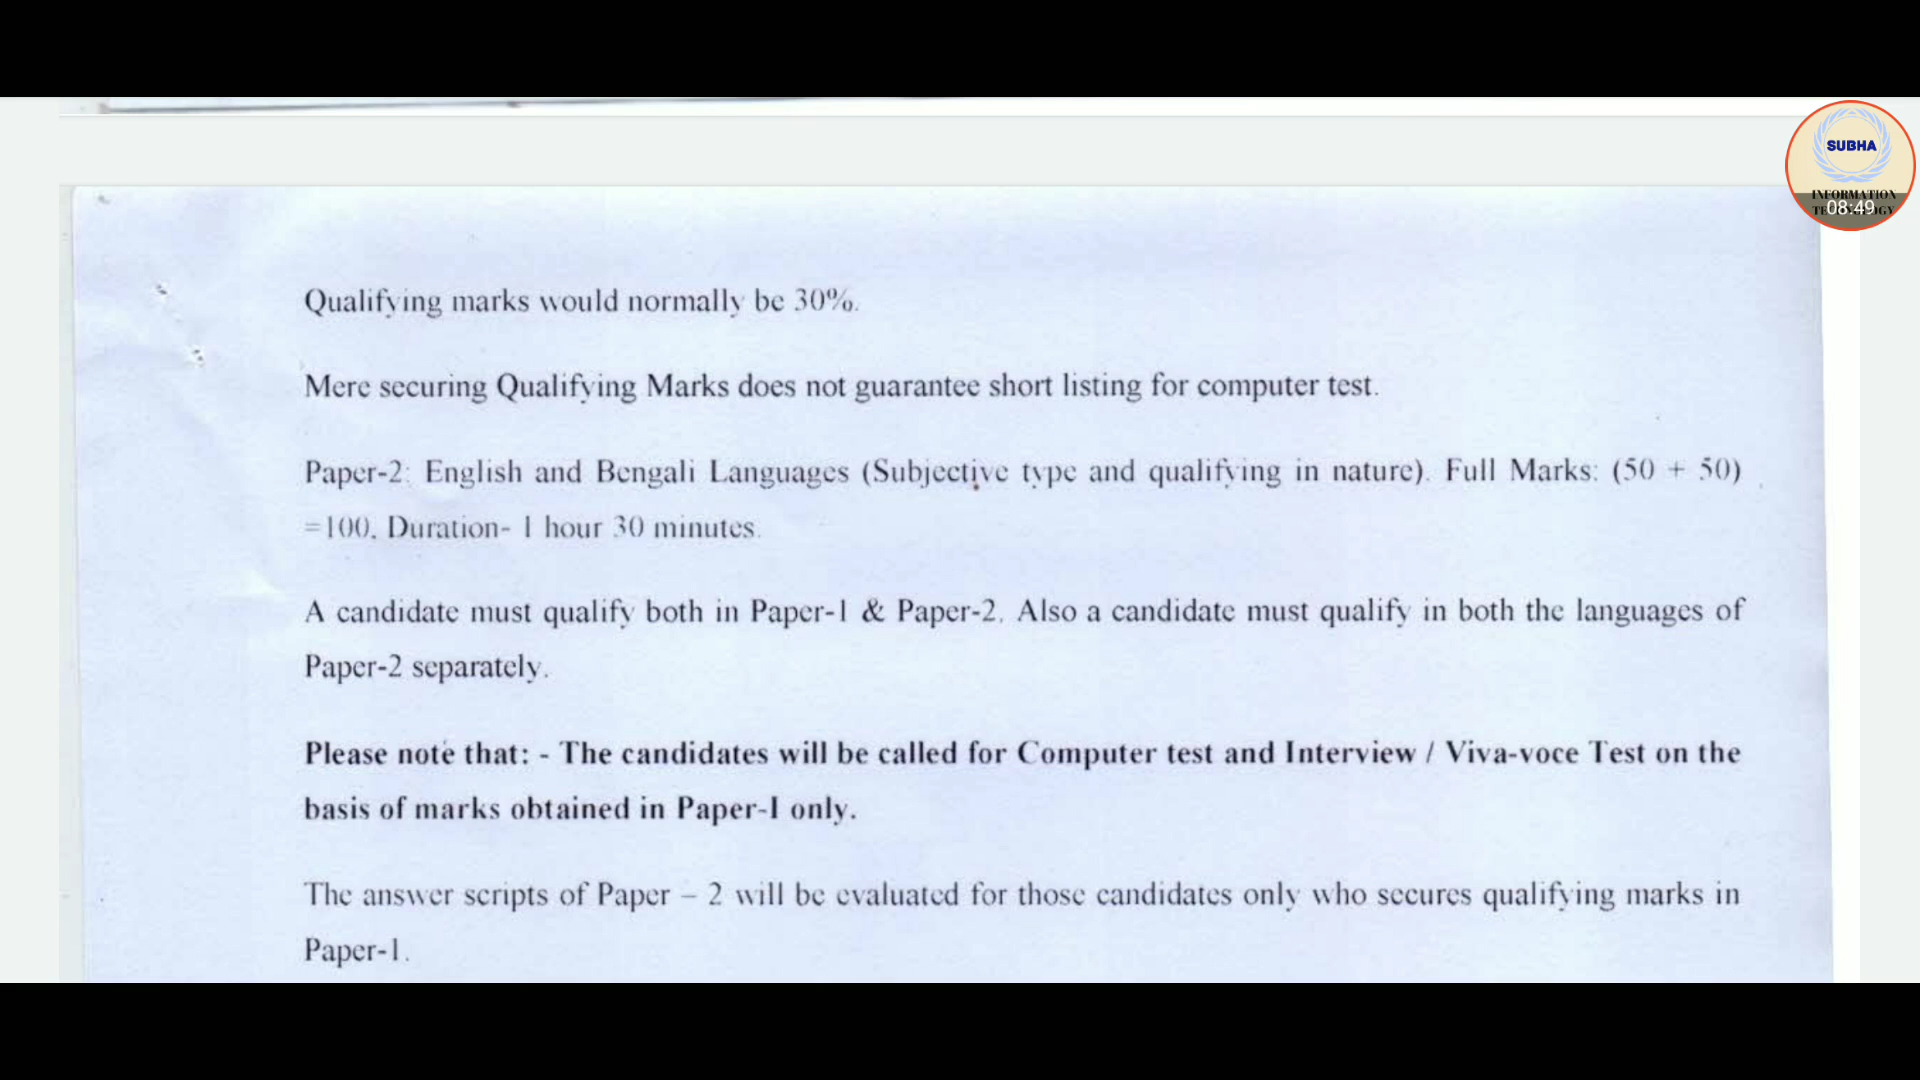 SUBHA
INFORMATION
08:49
Qualifying marks would normally be 30%.
Mere securing Qualifying Marks does not guarantee short listing for computer test.
Paper-2: English and Bengali Languages (Subjective type and qualifying in nature). Full Marks: (50 + 50)
=100. Duration- 1 hour 30 minutes.
A candidate must qualify both in Paper-1 & Paper-2. Also a candidate must qualify in both the languages of
Paper-2 separately.
Please note that: - The candidates will be called for Computer test and Interview / Viva-voce Test on the
basis of marks obtained in Paper-I only.
The answer scripts of Paper – 2 will be evaluated for those candidates only who secures qualifying marks in
Paper-1.